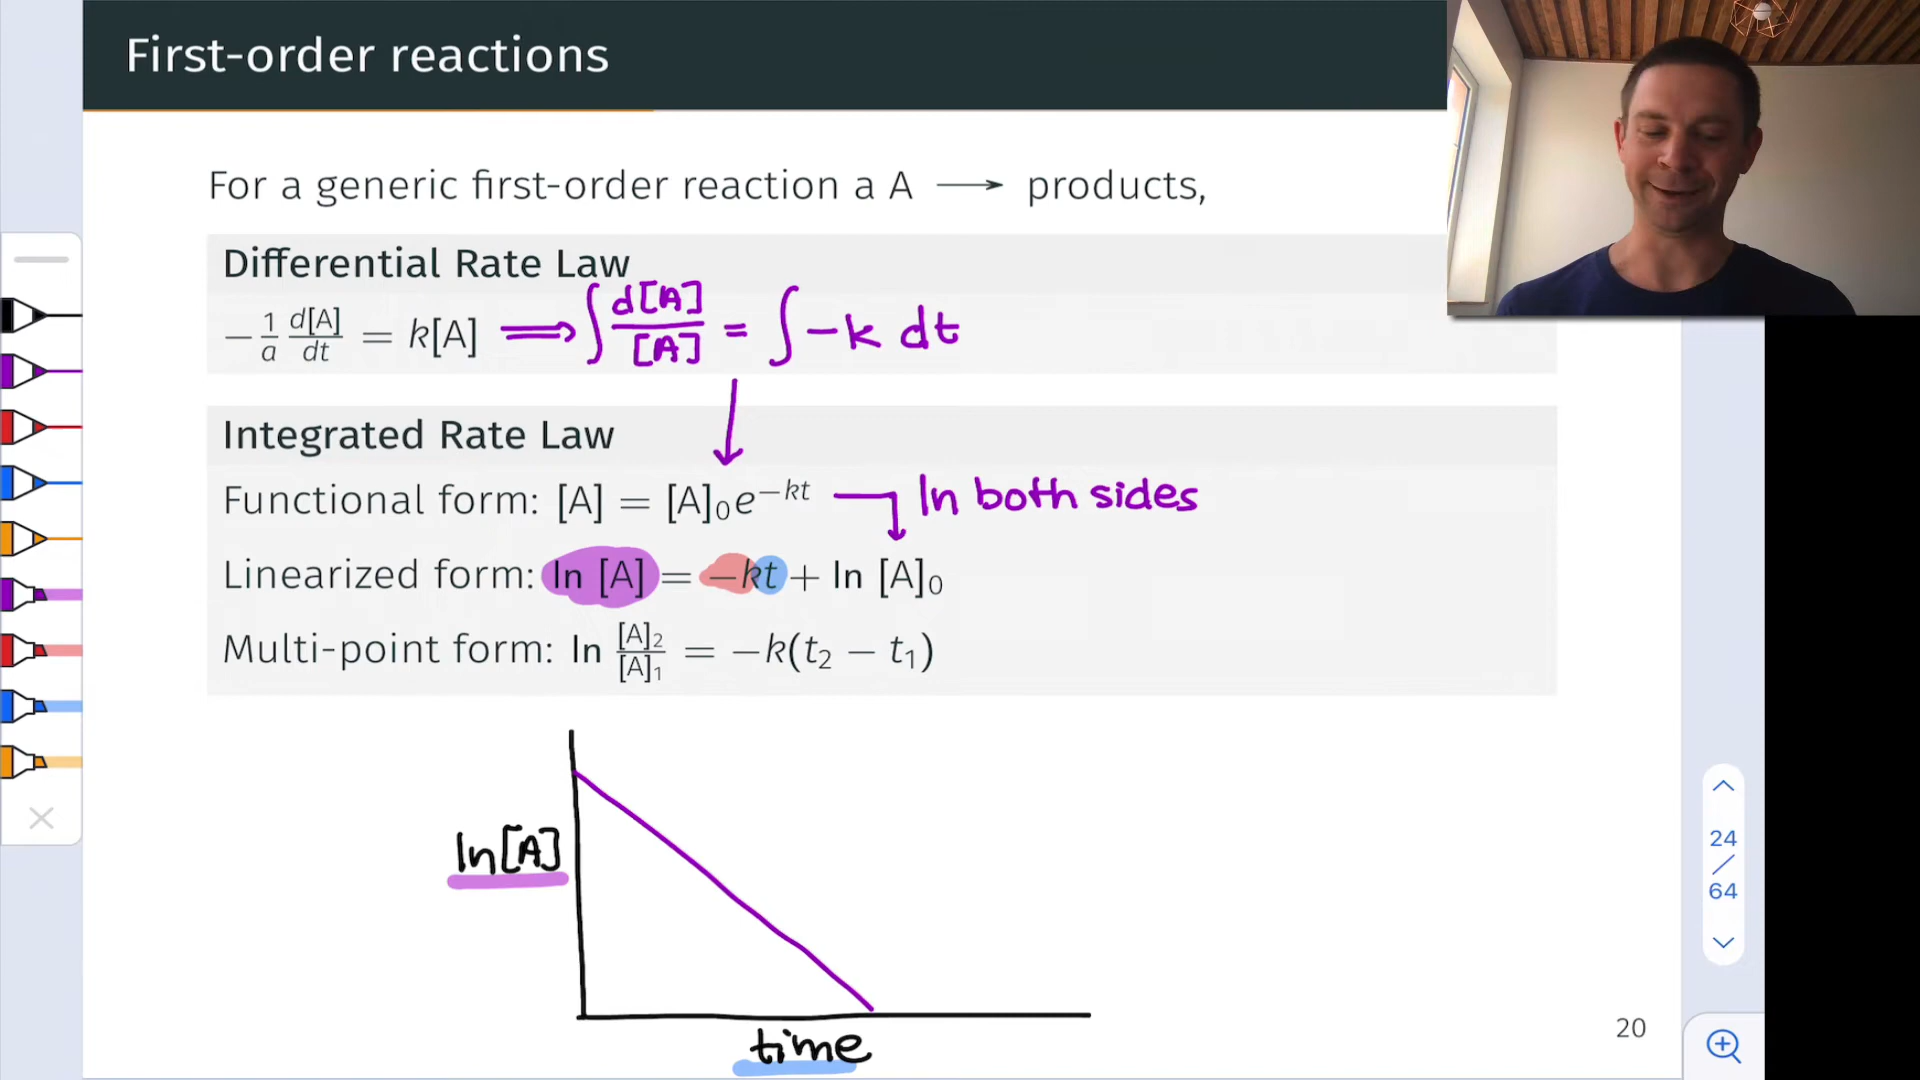 First-order reactions
For a generic first-order reaction a A ⟶ products,
Differential Rate Law
−1/a d[A]/dt = k[A] ⟹ ∫ d[A]/[A] = ∫ −k dt
Integrated Rate Law
Functional form: [A] = [A]₀e^−kt ln both sides
Linearized form: ln [A] = −kt + ln [A]₀
Multi-point form: ln [A]₂/[A]₁ = −k(t₂ − t₁)
ln[A]
time
20
24
/
64